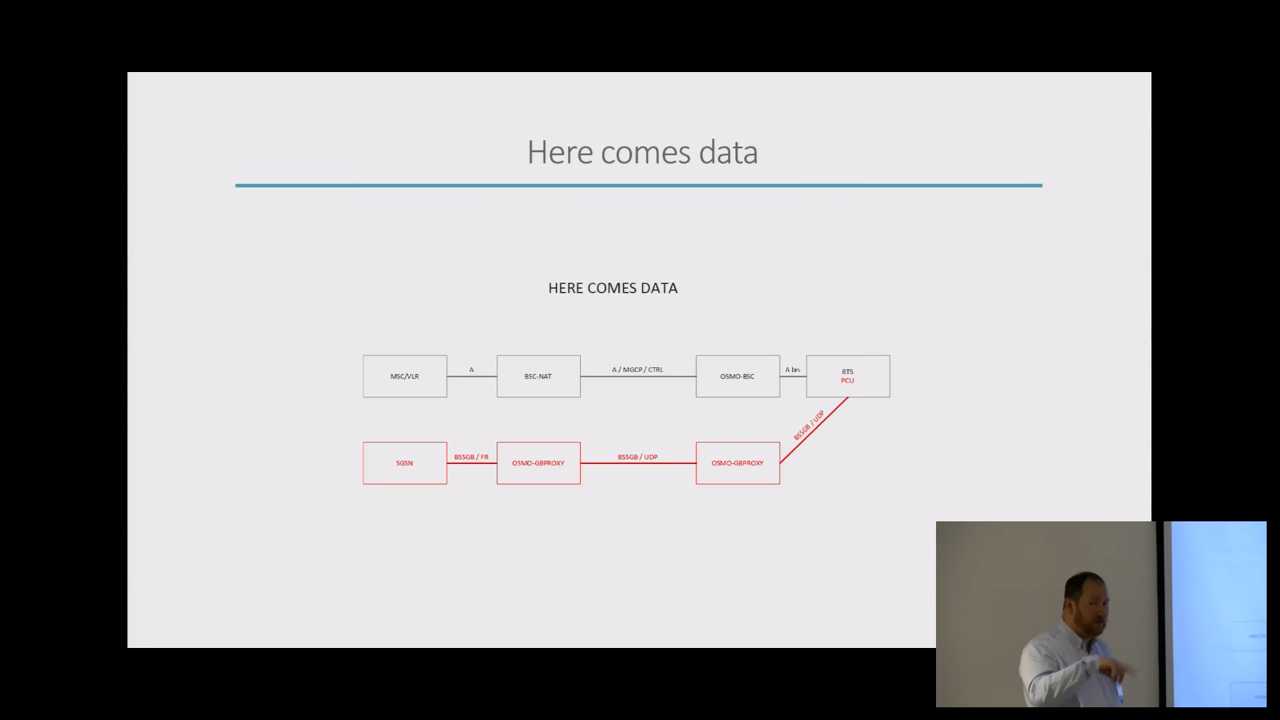 Here comes data
HERE COMES DATA
MSC/VLR
A
BSC-NAT
A / MGCP / CTRL
OSMO-BSC
A bis
BTS
PCU
BSSGB / UDP
SGSN
BSSGB / FR
OSMO-GBPROXY
BSSGB / UDP
OSMO-GBPROXY